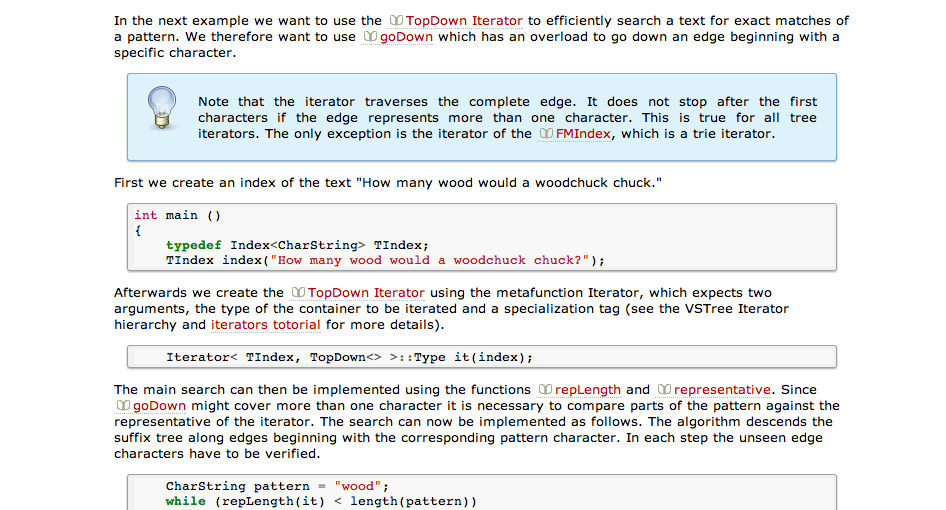 In the next example we want to use the TopDown Iterator to efficiently search a text for exact matches of
a pattern. We therefore want to use goDown which has an overload to go down an edge beginning with a
specific character.
Note that the iterator traverses the complete edge. It does not stop after the first
characters if the edge represents more than one character. This is true for all tree
iterators. The only exception is the iterator of the FMIndex, which is a trie iterator.
First we create an index of the text "How many wood would a woodchuck chuck."
int main ()
{
typedef Index<CharString> TIndex;
TIndex index("How many wood would a woodchuck chuck?");
Afterwards we create the TopDown Iterator using the metafunction Iterator, which expects two
arguments, the type of the container to be iterated and a specialization tag (see the VSTree Iterator
hierarchy and iterators totorial for more details).
Iterator< TIndex, TopDown<> >::Type it(index);
The main search can then be implemented using the functions repLength and representative. Since
goDown might cover more than one character it is necessary to compare parts of the pattern against the
representative of the iterator. The search can now be implemented as follows. The algorithm descends the
suffix tree along edges beginning with the corresponding pattern character. In each step the unseen edge
characters have to be verified.
CharString pattern = "wood";
while (repLength(it) < length(pattern))